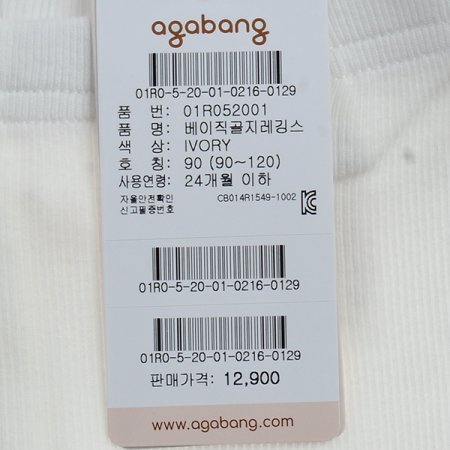 agabang
01R0-5-20-01-0216-0129
품 번: 01R052001
품 명: 베이직골지레깅스
색 상: IVORY
호 칭: 90 (90~120)
사용연령: 24개월 이하
자율안전확인
신고필증번호 CB014R1549-1002
01R0-5-20-01-0216-0129
01R0-5-20-01-0216-0129
판매가격: 12,900
www.agabang.com